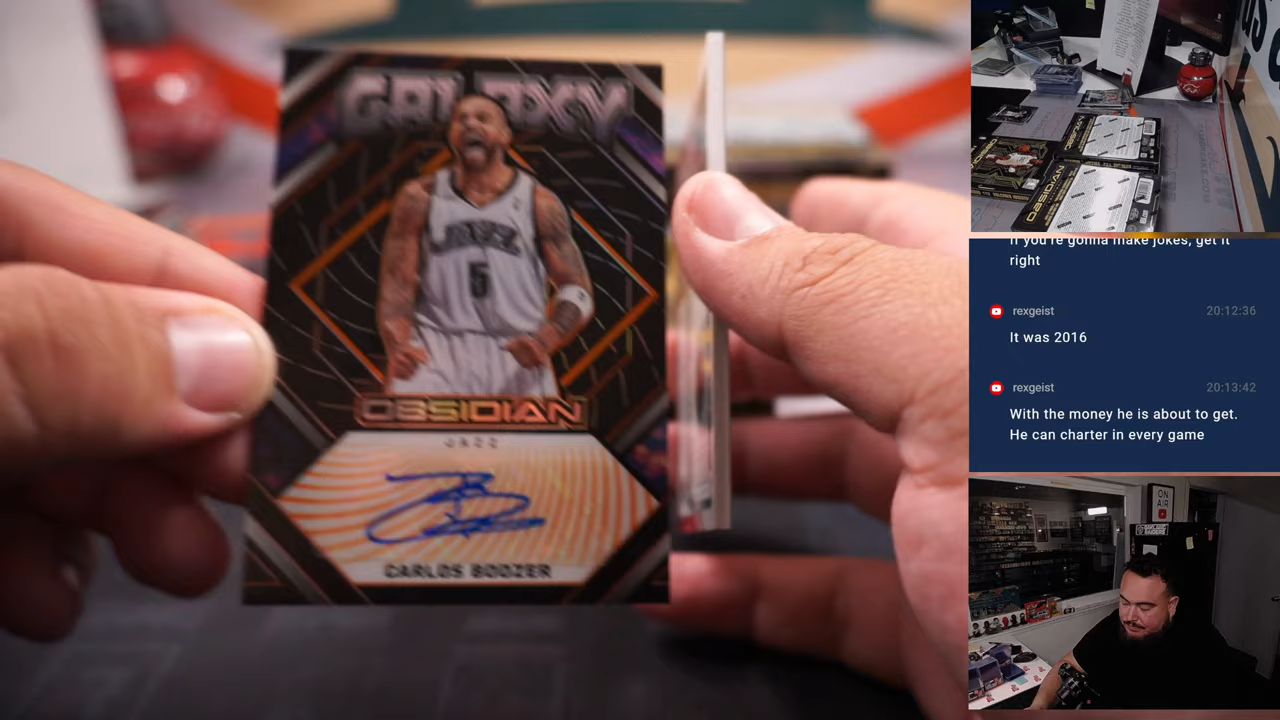 GALAXY
JAZZ
5
OBSIDIAN
JAZZ
CARLOS BOOZER
OBSIDIAN
OBSIDIAN
If you're gonna make jokes, get it
right
rexgeist 20:12:36
It was 2016
rexgeist 20:13:42
With the money he is about to get.
He can charter in every game
ON
AIR